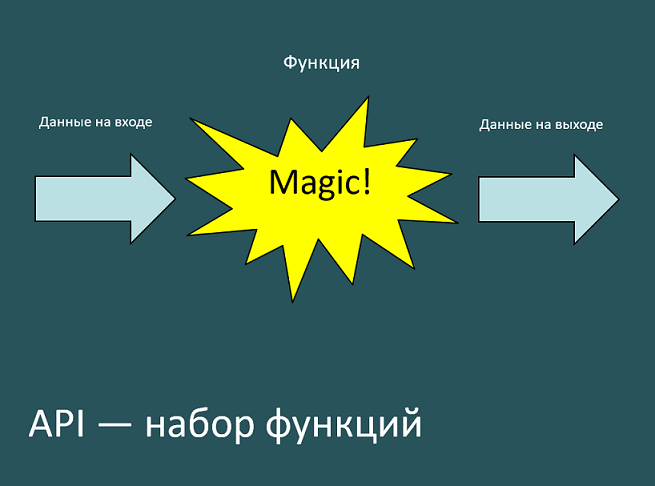 Функция
Данные на входе
Magic!
Данные на выходе
API — набор функций